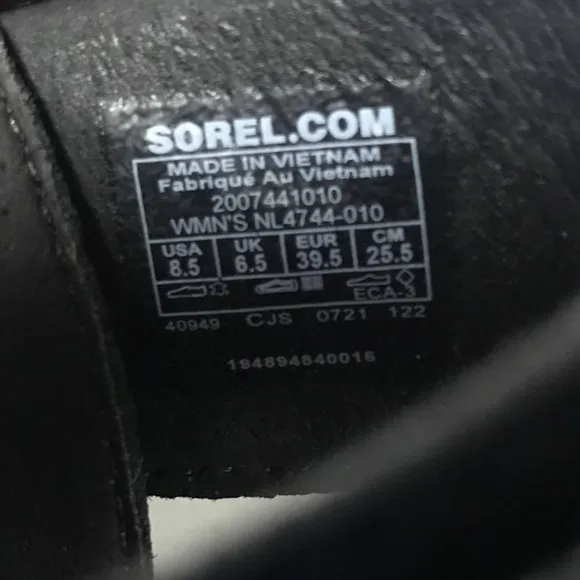 SOREL.COM
MADE IN VIETNAM
Fabriqué Au Vietnam
2007441010
WMN'S NL4744-010
USA UK EUR CM
8.5 6.5 39.5 25.5
ECA-3
40949 CJS 0721 122
194894840016